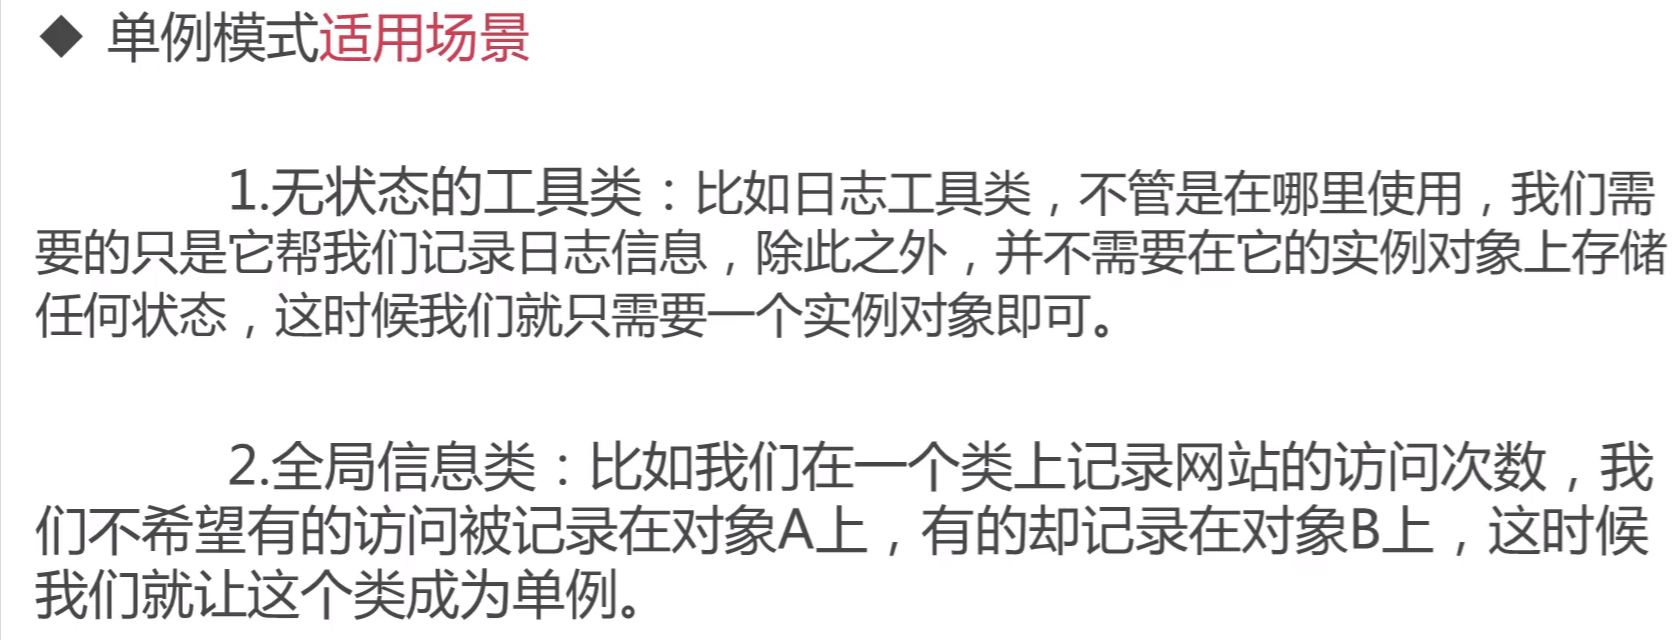 ◆ 单例模式适用场景
1.无状态的工具类：比如日志工具类，不管是在哪里使用，我们需
要的只是它帮我们记录日志信息，除此之外，并不需要在它的实例对象上存储
任何状态，这时候我们就只需要一个实例对象即可。
2.全局信息类：比如我们在一个类上记录网站的访问次数，我
们不希望有的访问被记录在对象A上，有的却记录在对象B上，这时候
我们就让这个类成为单例。